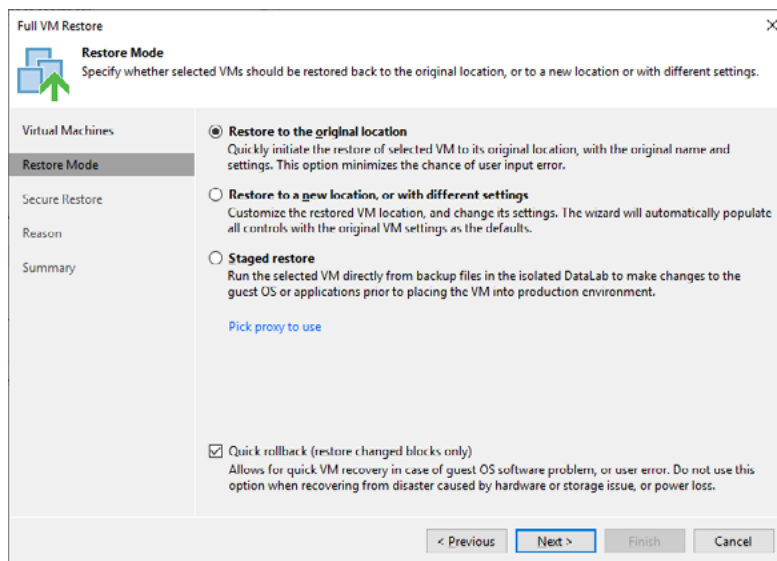 Full VM Restore
Restore Mode
Specify whether selected VMs should be restored back to the original location, or to a new location or with different settings.
Virtual Machines
Restore Mode
Secure Restore
Reason
Summary
Restore to the original location
Quickly initiate the restore of selected VM to its original location, with the original name and
settings. This option minimizes the chance of user input error.
Restore to a new location, or with different settings
Customize the restored VM location, and change its settings. The wizard will automatically populate
all controls with the original VM settings as the defaults.
Staged restore
Run the selected VM directly from backup files in the isolated DataLab to make changes to the
guest OS or applications prior to placing the VM into production environment.
Pick proxy to use
Quick rollback (restore changed blocks only)
Allows for quick VM recovery in case of guest OS software problem, or user error. Do not use this
option when recovering from disaster caused by hardware or storage issue, or power loss.
< Previous
Next >
Finish
Cancel